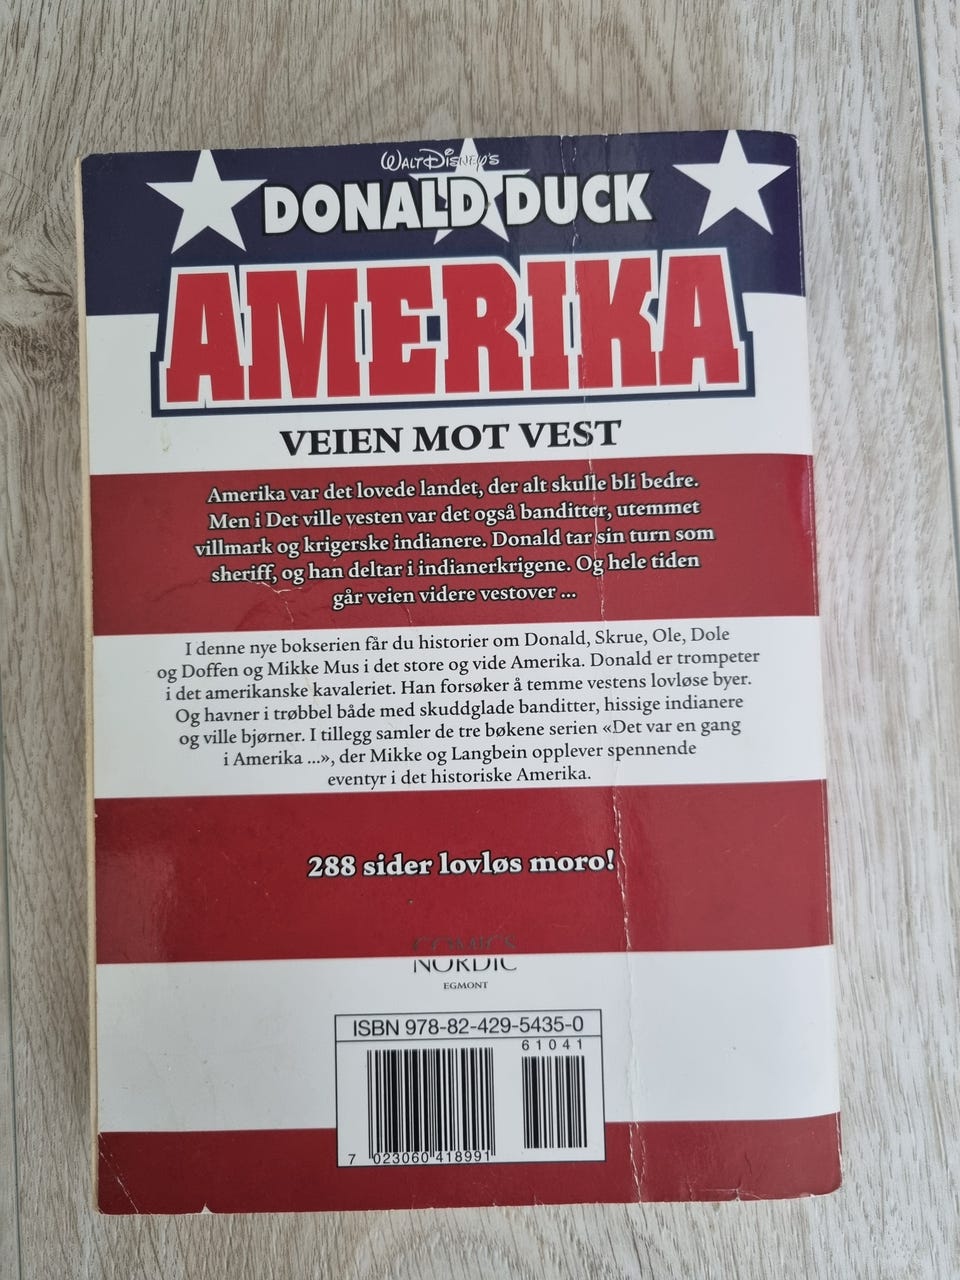 WALT DISNEY'S
DONALD DUCK
AMERIKA
VEIEN MOT VEST
Amerika var det lovede landet, der alt skulle bli bedre.
Men i Det ville vesten var det også banditter, utemmet
villmark og krigerske indianere. Donald tar sin turn som
sheriff, og han deltar i indianerkrigene. Og hele tiden
går veien videre vestover ...
I denne nye bokserien får du historier om Donald, Skrue, Ole, Dole
og Doffen og Mikke Mus i det store og vide Amerika. Donald er trompeter
i det amerikanske kavaleriet. Han forsøker å temme vestens lovløse byer.
Og havner i trøbbel både med skuddglade banditter, hissige indianere
og ville bjørner. I tillegg samler de tre bøkene serien «Det var en gang
i Amerika ...», der Mikke og Langbein opplever spennende
eventyr i det historiske Amerika.
288 sider lovløs moro!
COMICS
NORDIC
EGMONT
ISBN 978-82-429-5435-0
61041
7 023060 418991